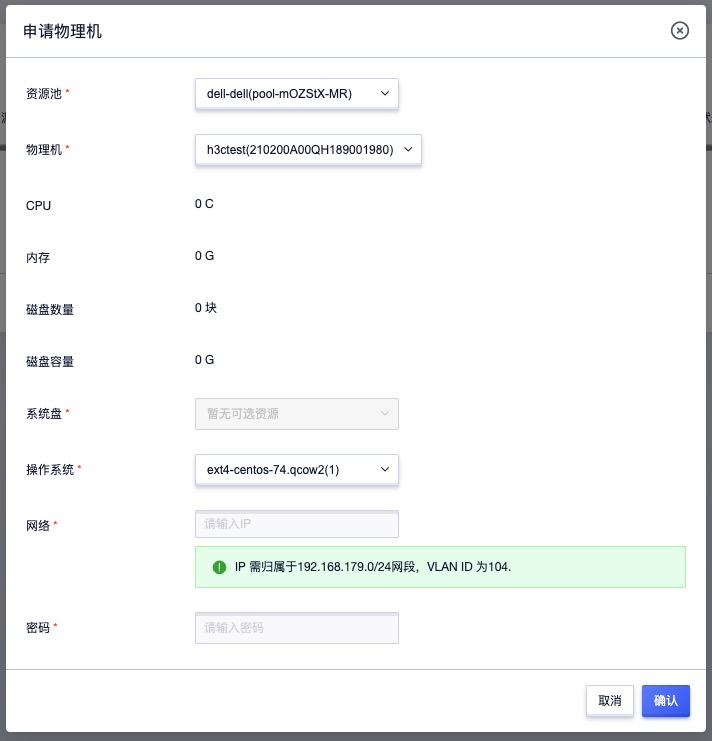 申请物理机
资源池 *
dell-dell(pool-mOZStX-MR)
物理机 *
h3ctest(210200A00QH189001980)
CPU
0 C
内存
0 G
磁盘数量
0 块
磁盘容量
0 G
系统盘 *
暂无可选资源
操作系统 *
ext4-centos-74.qcow2(1)
网络 *
请输入IP
IP 需归属于192.168.179.0/24网段，VLAN ID 为104.
密码 *
请输入密码
取消
确认